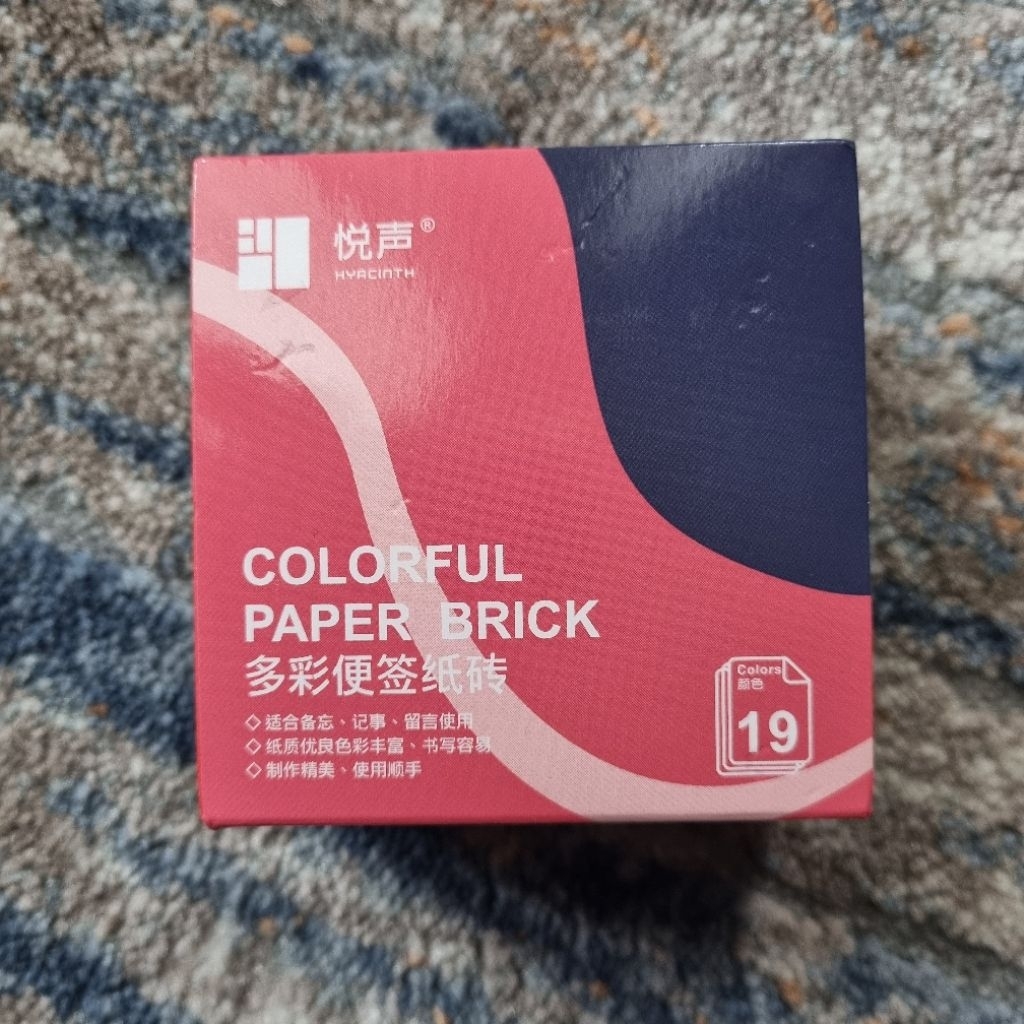 悦声®
HYACINTH
COLORFUL
PAPER BRICK
多彩便签纸砖
◇ 适合备忘、记事、留言使用
◇ 纸质优良色彩丰富、书写容易
◇ 制作精美、使用顺手
Colors
颜色
19